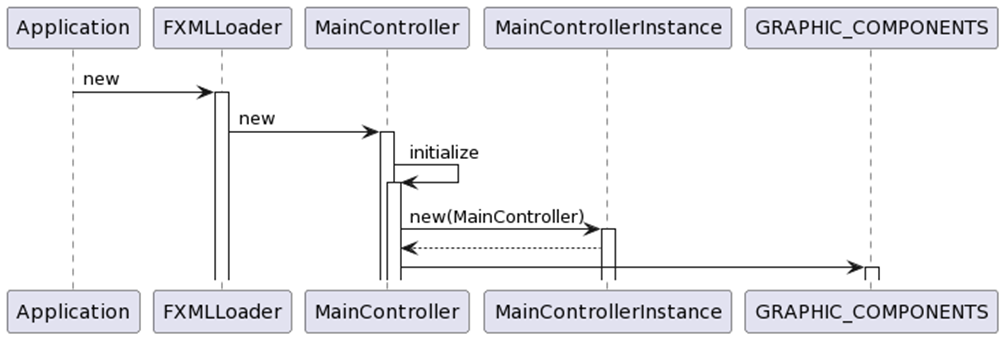 Application FXMLLoader MainController MainControllerInstance GRAPHIC_COMPONENTS
new
new
initialize
new(MainController)
Application FXMLLoader MainController MainControllerInstance GRAPHIC_COMPONENTS